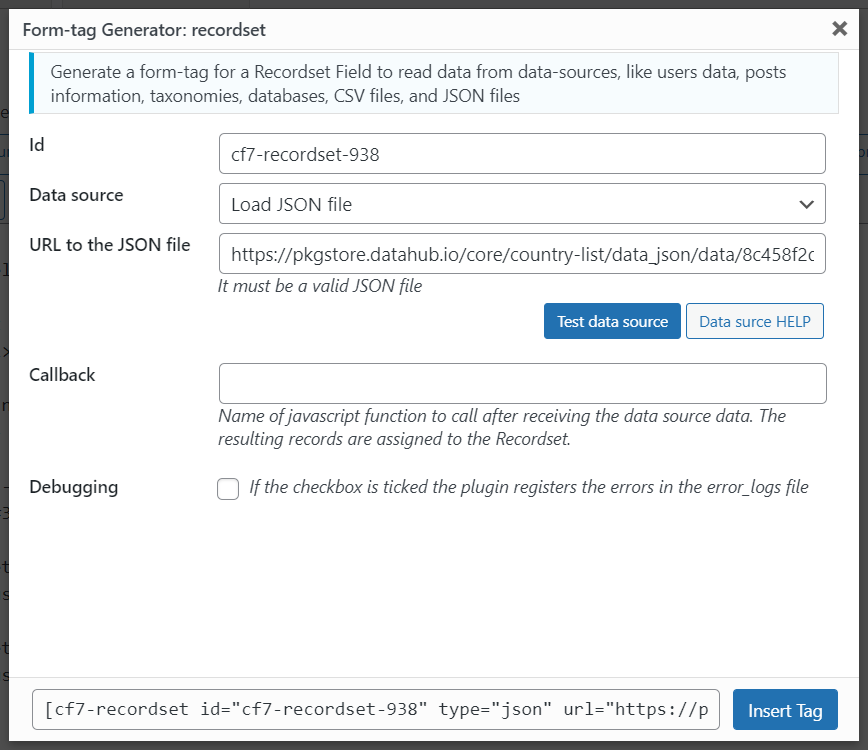 Form-tag Generator: recordset
Generate a form-tag for a Recordset Field to read data from data-sources, like users data, posts
information, taxonomies, databases, CSV files, and JSON files
Id
cf7-recordset-938
Data source
Load JSON file
URL to the JSON file
https://pkgstore.datahub.io/core/country-list/data_json/data/8c458f2c
It must be a valid JSON file
Test data source
Data surce HELP
Callback
Name of javascript function to call after receiving the data source data. The
resulting records are assigned to the Recordset.
Debugging
If the checkbox is ticked the plugin registers the errors in the error_logs file
[cf7-recordset id="cf7-recordset-938" type="json" url="https://p
Insert Tag